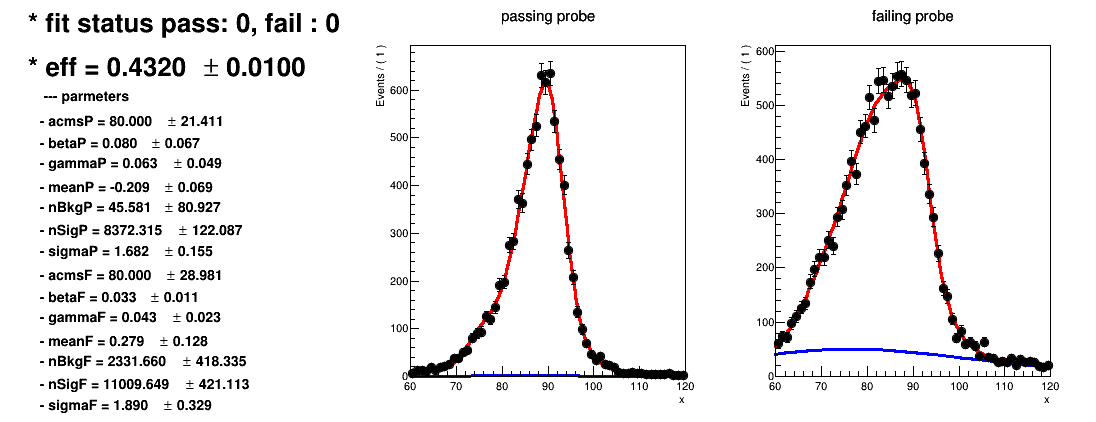 * fit status pass: 0, fail : 0
* eff = 0.4320 ± 0.0100
--- parmeters
- acmsP = 80.000 ± 21.411
- betaP = 0.080 ± 0.067
- gammaP = 0.063 ± 0.049
- meanP = -0.209 ± 0.069
- nBkgP = 45.581 ± 80.927
- nSigP = 8372.315 ± 122.087
- sigmaP = 1.682 ± 0.155
- acmsF = 80.000 ± 28.981
- betaF = 0.033 ± 0.011
- gammaF = 0.043 ± 0.023
- meanF = 0.279 ± 0.128
- nBkgF = 2331.660 ± 418.335
- nSigF = 11009.649 ± 421.113
- sigmaF = 1.890 ± 0.329
passing probe
Events / ( 1 )
600
500
400
300
200
100
0
60 70 80 90 100 110 120
x
failing probe
Events / ( 1 )
600
500
400
300
200
100
0
60 70 80 90 100 110 120
x